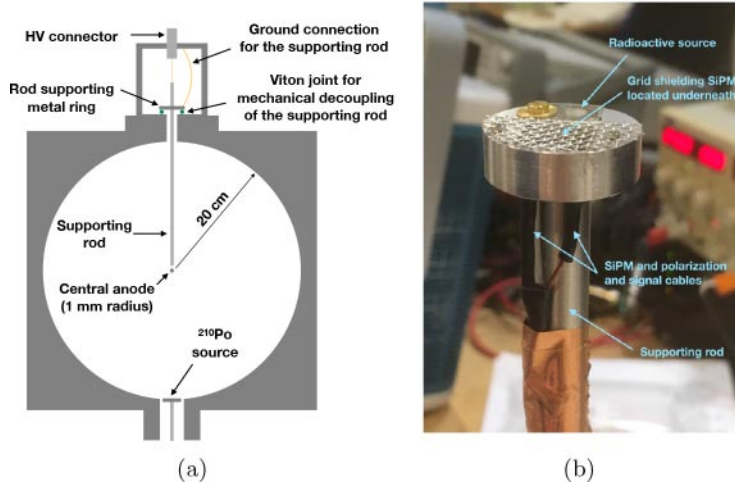 HV connector
Ground connection
for the supporting rod
Rod supporting
metal ring
Viton joint for
mechanical decoupling
of the supporting rod
20 cm
Supporting
rod
Central anode
(1 mm radius)
²¹⁰Po
source
(a)
Radioactive source
Grid shielding SiPM
located underneath
SiPM and polarization
and signal cables
Supporting rod
(b)